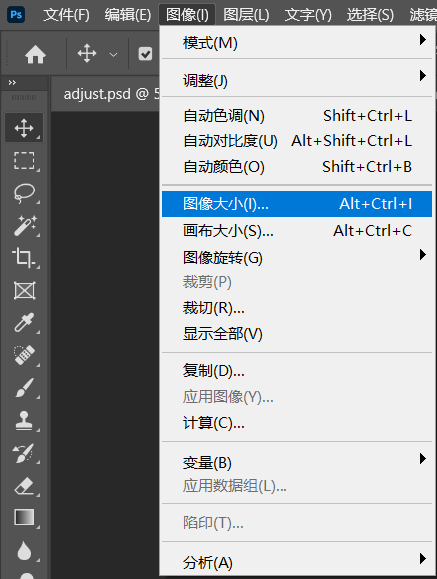 Ps 文件(F) 编辑(E) 图像(I) 图层(L) 文字(Y) 选择(S) 滤镜
adjust.psd @ 5
模式(M)
调整(J)
自动色调(N) Shift+Ctrl+L
自动对比度(U) Alt+Shift+Ctrl+L
自动颜色(O) Shift+Ctrl+B
图像大小(I)... Alt+Ctrl+I
画布大小(S)... Alt+Ctrl+C
图像旋转(G)
裁剪(P)
裁切(R)...
显示全部(V)
复制(D)...
应用图像(Y)...
计算(C)...
变量(B)
应用数据组(L)...
陷印(T)...
分析(A)